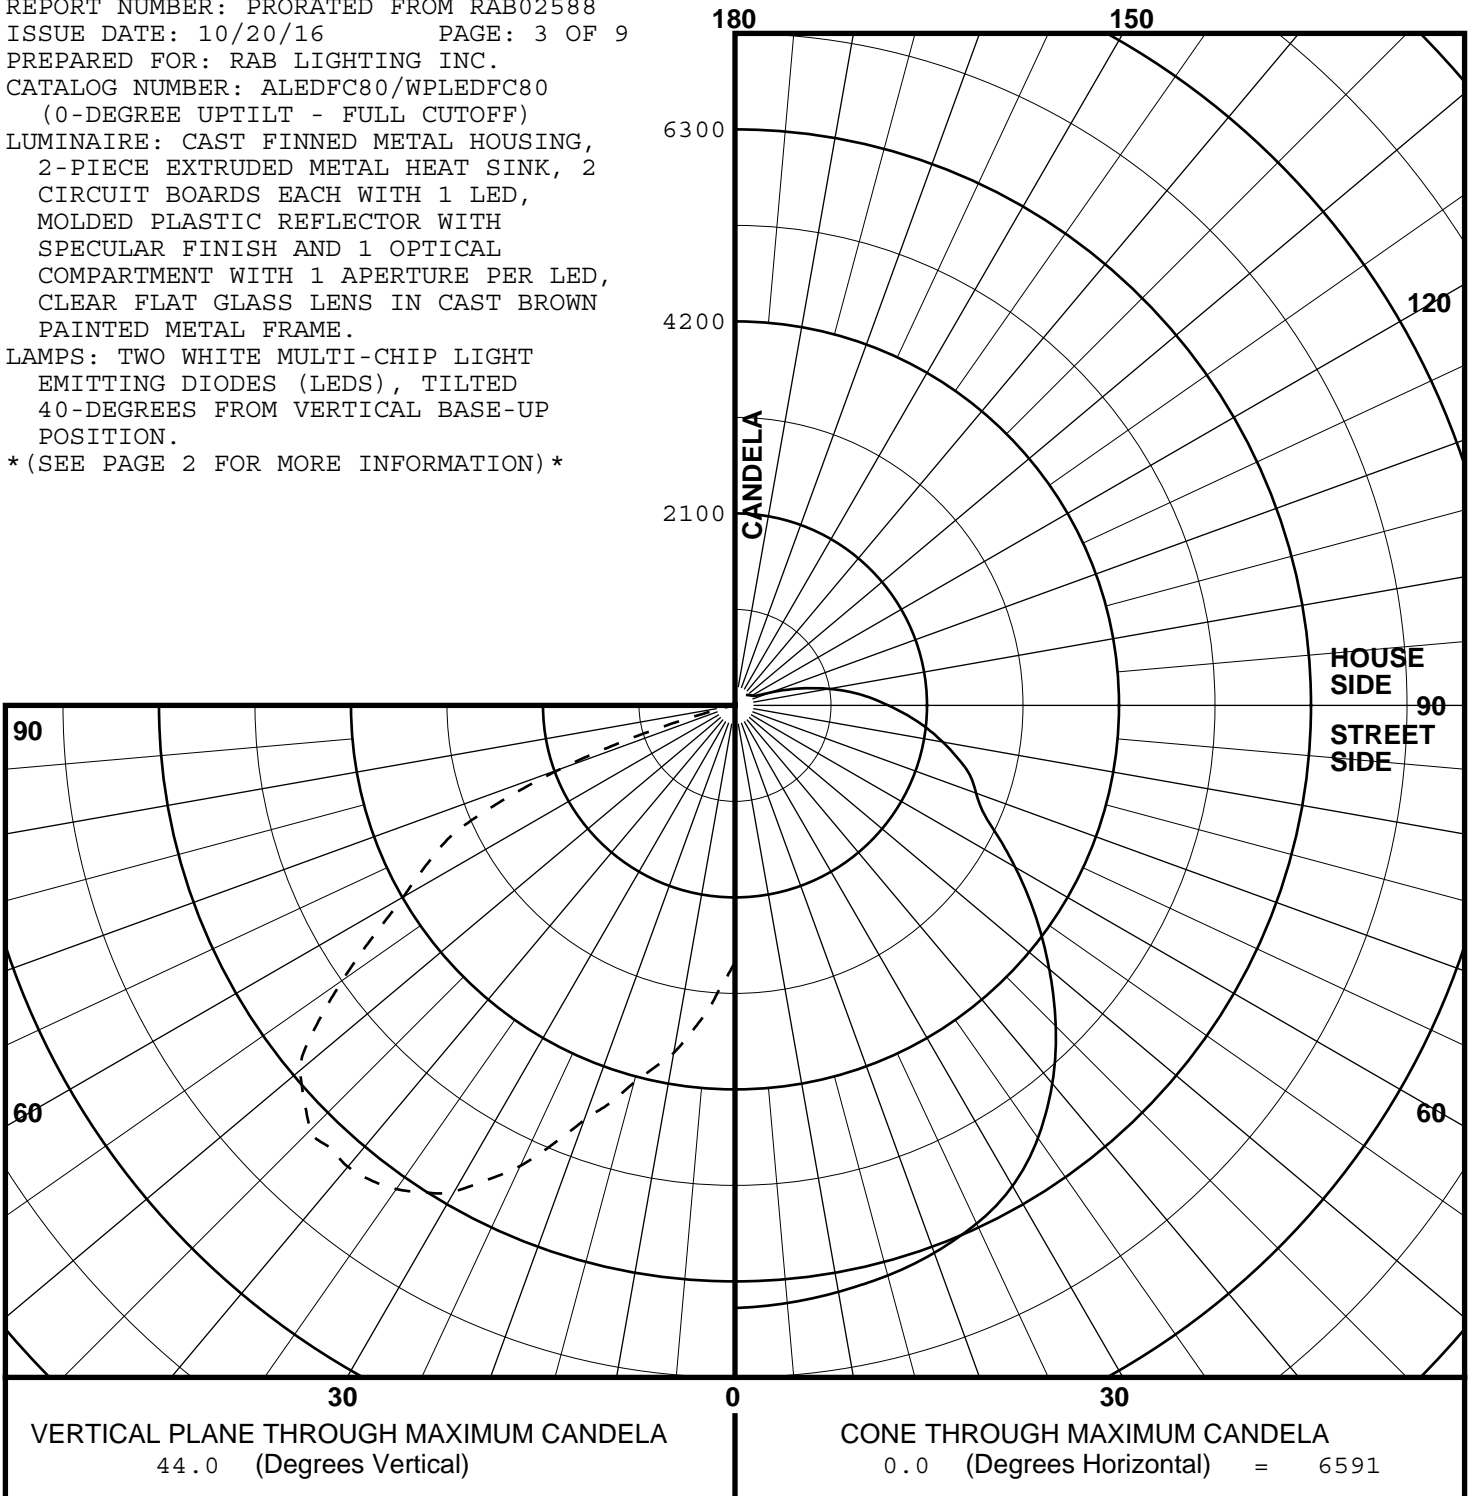 REPORT NUMBER: PRORATED FROM RAB02588
ISSUE DATE: 10/20/16 PAGE: 3 OF 9
PREPARED FOR: RAB LIGHTING INC.
CATALOG NUMBER: ALEDFC80/WPLEDFC80
(0-DEGREE UPTILT - FULL CUTOFF)
LUMINAIRE: CAST FINNED METAL HOUSING,
2-PIECE EXTRUDED METAL HEAT SINK, 2
CIRCUIT BOARDS EACH WITH 1 LED,
MOLDED PLASTIC REFLECTOR WITH
SPECULAR FINISH AND 1 OPTICAL
COMPARTMENT WITH 1 APERTURE PER LED,
CLEAR FLAT GLASS LENS IN CAST BROWN
PAINTED METAL FRAME.
LAMPS: TWO WHITE MULTI-CHIP LIGHT
EMITTING DIODES (LEDS), TILTED
40-DEGREES FROM VERTICAL BASE-UP
POSITION.
*(SEE PAGE 2 FOR MORE INFORMATION)*
180
150
6300
120
4200
CANDELA
2100
HOUSE
SIDE
90
90
STREET
SIDE
60
60
30
0
30
VERTICAL PLANE THROUGH MAXIMUM CANDELA
44.0 (Degrees Vertical)
CONE THROUGH MAXIMUM CANDELA
0.0 (Degrees Horizontal) = 6591